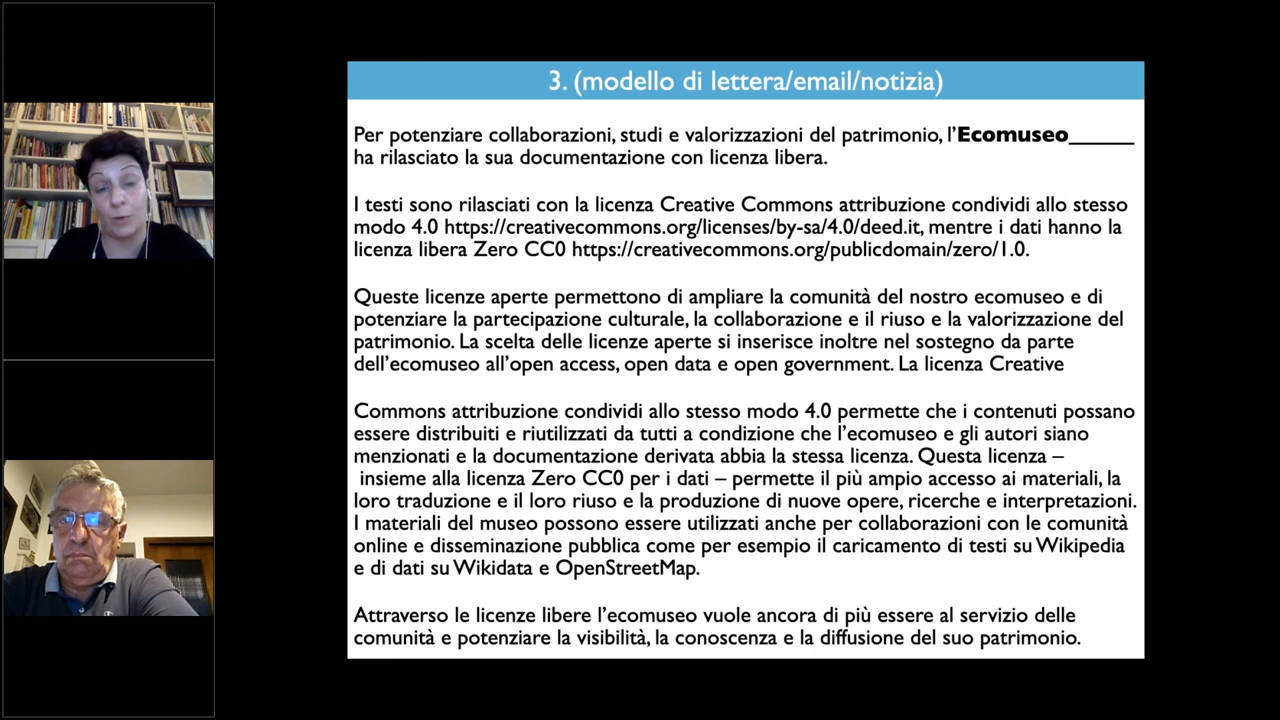 3. (modello di lettera/email/notizia)
Per potenziare collaborazioni, studi e valorizzazioni del patrimonio, l'Ecomuseo______
ha rilasciato la sua documentazione con licenza libera.
I testi sono rilasciati con la licenza Creative Commons attribuzione condividi allo stesso
modo 4.0 https://creativecommons.org/licenses/by-sa/4.0/deed.it, mentre i dati hanno la
licenza libera Zero CC0 https://creativecommons.org/publicdomain/zero/1.0.
Queste licenze aperte permettono di ampliare la comunità del nostro ecomuseo e di
potenziare la partecipazione culturale, la collaborazione e il riuso e la valorizzazione del
patrimonio. La scelta delle licenze aperte si inserisce inoltre nel sostegno da parte
dell'ecomuseo all'open access, open data e open government. La licenza Creative
Commons attribuzione condividi allo stesso modo 4.0 permette che i contenuti possano
essere distribuiti e riutilizzati da tutti a condizione che l'ecomuseo e gli autori siano
menzionati e la documentazione derivata abbia la stessa licenza. Questa licenza –
insieme alla licenza Zero CC0 per i dati – permette il più ampio accesso ai materiali, la
loro traduzione e il loro riuso e la produzione di nuove opere, ricerche e interpretazioni.
I materiali del museo possono essere utilizzati anche per collaborazioni con le comunità
online e disseminazione pubblica come per esempio il caricamento di testi su Wikipedia
e di dati su Wikidata e OpenStreetMap.
Attraverso le licenze libere l'ecomuseo vuole ancora di più essere al servizio delle
comunità e potenziare la visibilità, la conoscenza e la diffusione del suo patrimonio.